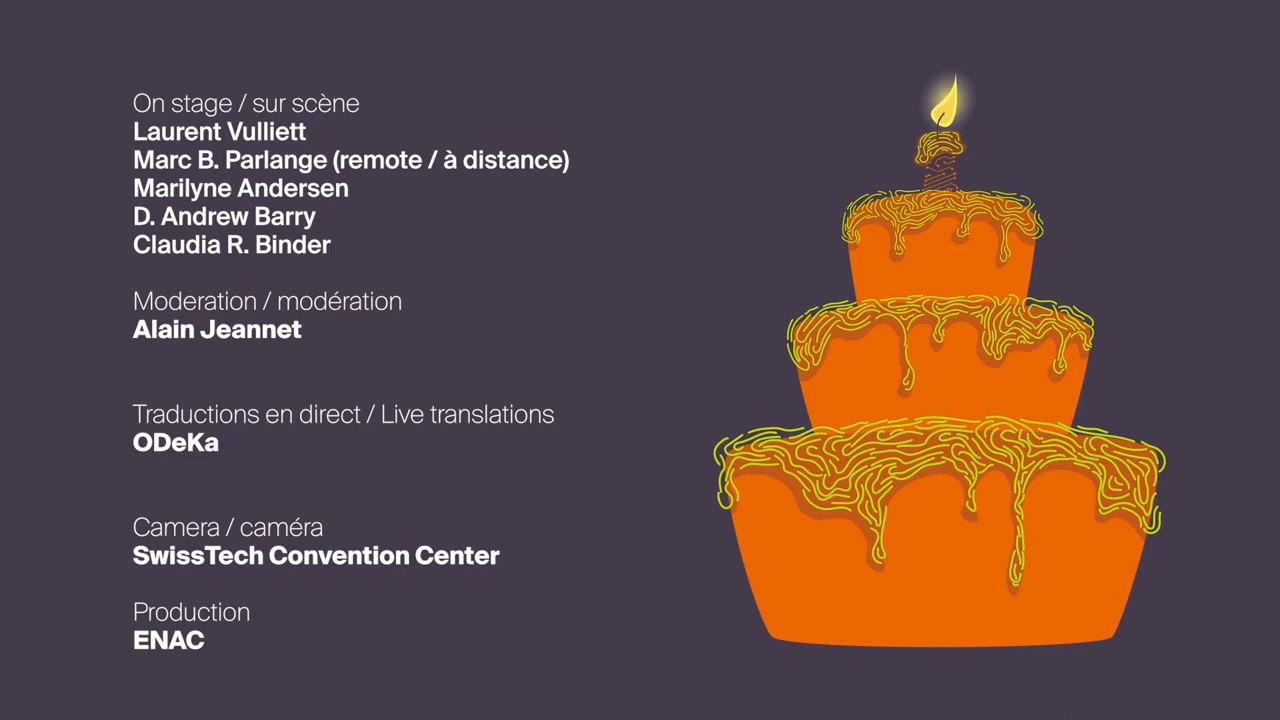 On stage / sur scène
Laurent Vulliett
Marc B. Parlange (remote / à distance)
Marilyne Andersen
D. Andrew Barry
Claudia R. Binder
Moderation / modération
Alain Jeannet
Traductions en direct / Live translations
ODeKa
Camera / caméra
SwissTech Convention Center
Production
ENAC